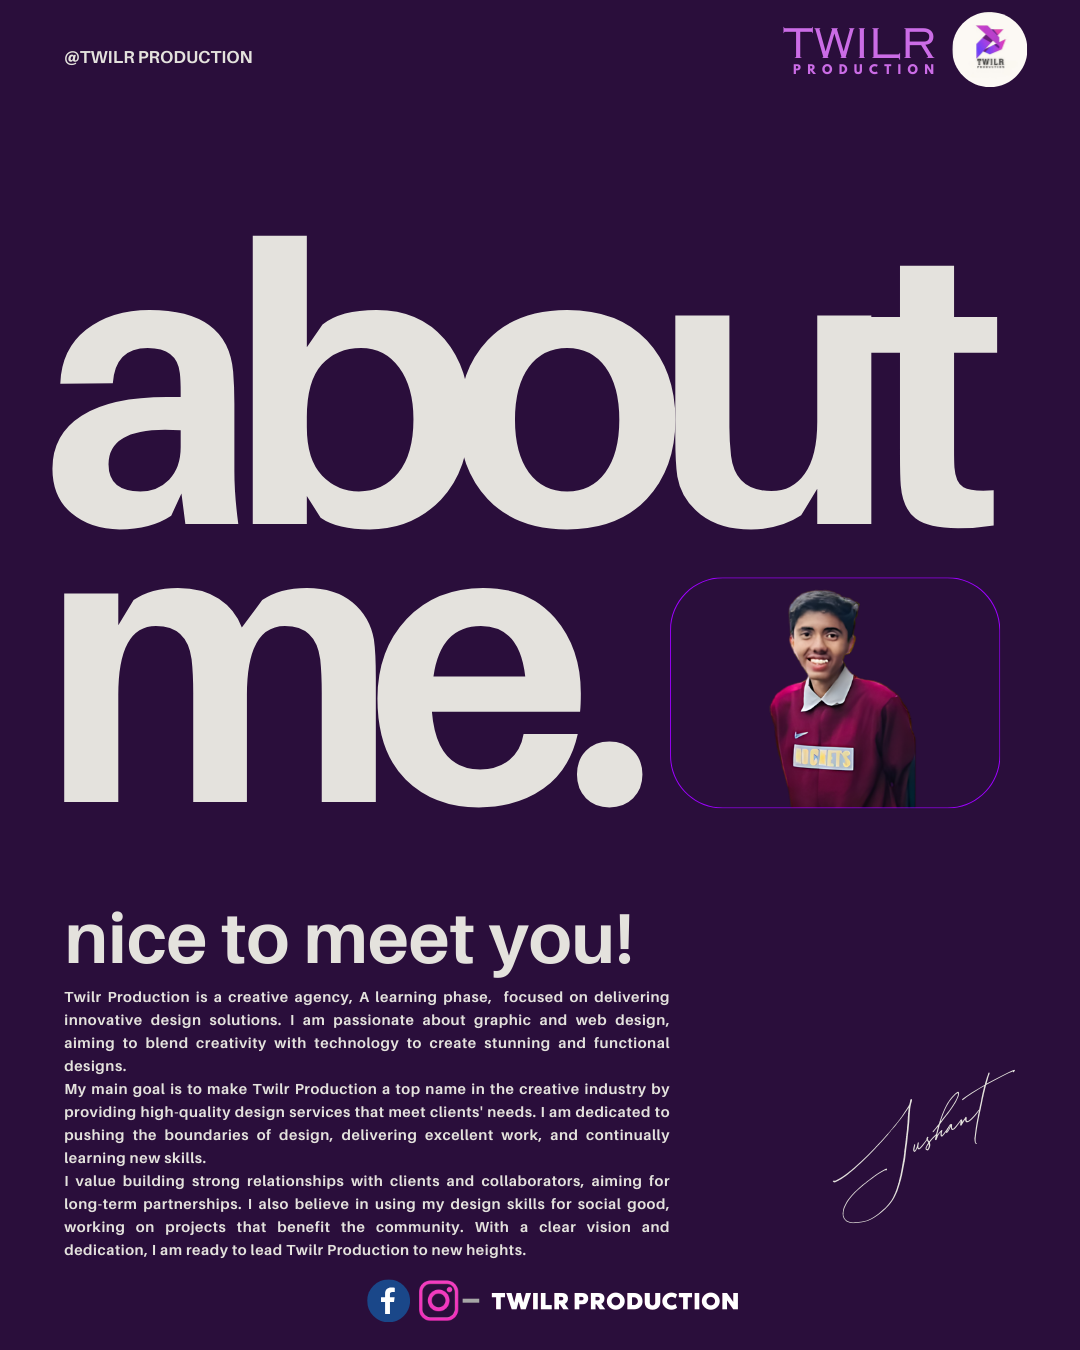 @TWILR PRODUCTION
TWILR
PRODUCTION
TWILR
PRODUCTION
about
me.
ROCKETS
nice to meet you!
Twilr Production is a creative agency, A learning phase, focused on delivering
innovative design solutions. I am passionate about graphic and web design,
aiming to blend creativity with technology to create stunning and functional
designs.
My main goal is to make Twilr Production a top name in the creative industry by
providing high-quality design services that meet clients' needs. I am dedicated to
pushing the boundaries of design, delivering excellent work, and continually
learning new skills.
I value building strong relationships with clients and collaborators, aiming for
long-term partnerships. I also believe in using my design skills for social good,
working on projects that benefit the community. With a clear vision and
dedication, I am ready to lead Twilr Production to new heights.
Jushant
TWILR PRODUCTION